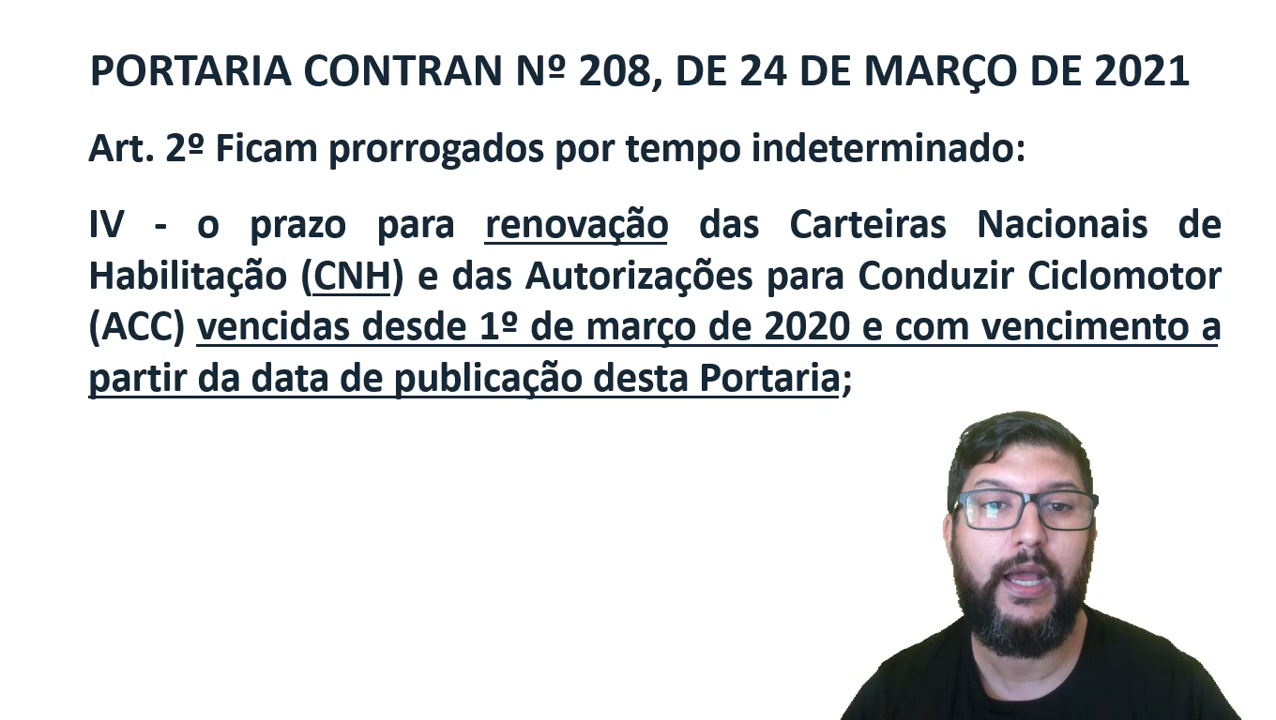 PORTARIA CONTRAN Nº 208, DE 24 DE MARÇO DE 2021
Art. 2º Ficam prorrogados por tempo indeterminado:
IV - o prazo para renovação das Carteiras Nacionais de
Habilitação (CNH) e das Autorizações para Conduzir Ciclomotor
(ACC) vencidas desde 1º de março de 2020 e com vencimento a
partir da data de publicação desta Portaria;